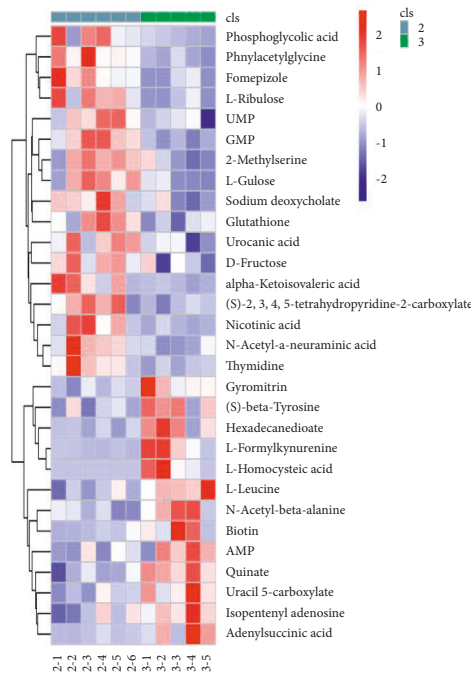 cls
Phosphoglycolic acid
Phnylacetylglycine
Fomepizole
L-Ribulose
UMP
GMP
2-Methylserine
L-Gulose
Sodium deoxycholate
Glutathione
Urocanic acid
D-Fructose
alpha-Ketoisovaleric acid
(S)-2, 3, 4, 5-tetrahydropyridine-2-carboxylate
Nicotinic acid
N-Acetyl-a-neuraminic acid
Thymidine
Gyromitrin
(S)-beta-Tyrosine
Hexadecanedioate
L-Formylkynurenine
L-Homocysteic acid
L-Leucine
N-Acetyl-beta-alanine
Biotin
AMP
Quinate
Uracil 5-carboxylate
Isopentenyl adenosine
Adenylsuccinic acid
2-1
2-2
2-3
2-4
2-5
2-6
3-1
3-2
3-3
3-4
3-5
2
1
0
-1
-2
cls
2
3